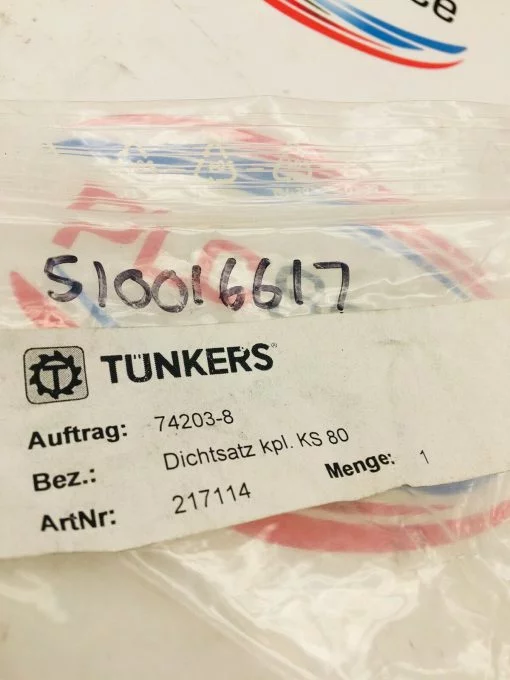 510016617
TÜNKERS®
Auftrag: 74203-8
Bez.: Dichtsatz kpl. KS 80
ArtNr: 217114 Menge: 1